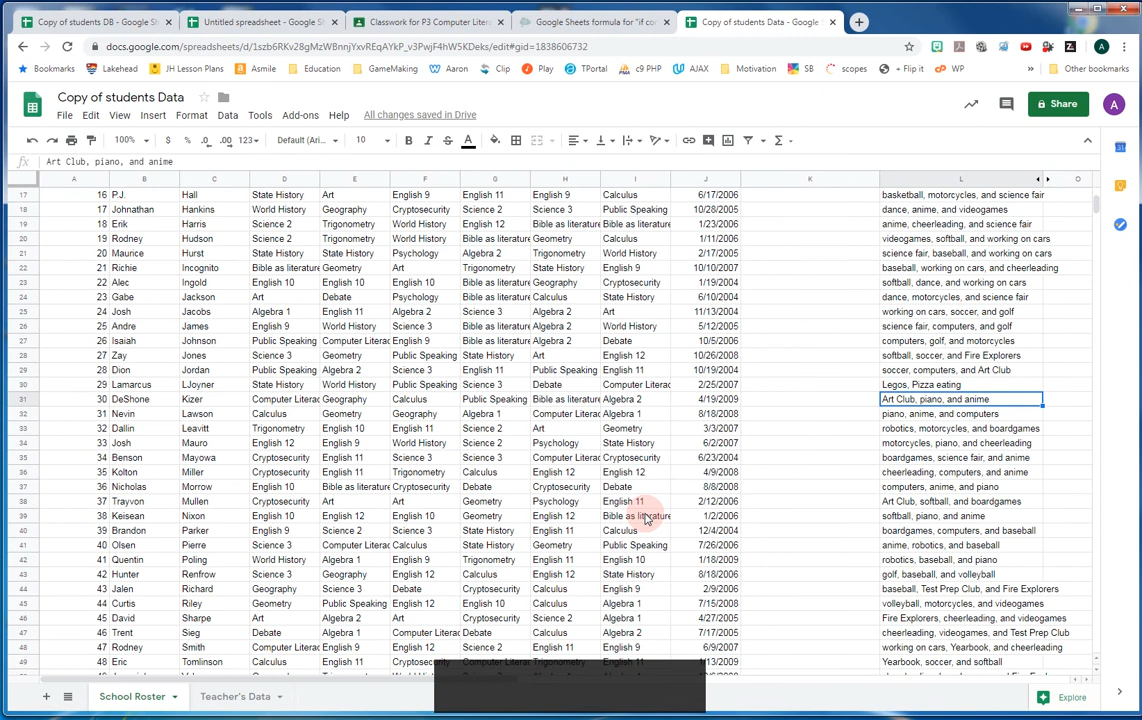 Copy of students DB - Google Sh
Untitled spreadsheet - Google Sh
Classwork for P3 Computer Litera
Google Sheets formula for "if con
Copy of students Data - Google
docs.google.com/spreadsheets/d/1szb6RKv28gMzWBnnjYxvREQAYkP_v3PwjF4hW5KDeks/edit#gid=1838606732
Bookmarks Lakehead JH Lesson Plans Asmile Education GameMaking Aaron Clip Play TPortal c9 PHP AJAX Motivation SB scopes + Flip it WP » Other bookmarks
Copy of students Data
File Edit View Insert Format Data Tools Add-ons Help All changes saved in Drive
Share
A
100% $ % .0 .00 123 Default (Ari... 10 B I S A
fx Art Club, piano, and anime
A B C D E F G H I J K L O
17 16 P.J. Hall State History Art English 9 English 11 English 9 Calculus 6/17/2006 basketball, motorcycles, and science fair
18 17 Johnathan Hankins World History Geography Cryptosecurity Science 2 Science 3 Public Speaking 10/28/2005 dance, anime, and videogames
19 18 Erik Harris Science 2 Trigonometry World History English 12 Bible as literature Bible as literature 1/23/2006 anime, cheerleading, and science fair
20 19 Rodney Hudson Science 2 Trigonometry World History Bible as literature Geometry Calculus 1/11/2006 videogames, softball, and working on cars
21 20 Maurice Hurst State History State History Psychology Algebra 2 Trigonometry World History 2/17/2005 science fair, baseball, and working on cars
22 21 Richie Incognito Bible as literature Geometry Art Trigonometry State History English 9 10/10/2007 baseball, working on cars, and cheerleading
23 22 Alec Ingold English 10 English 10 English 10 Bible as literature Geography Cryptosecurity 1/19/2004 softball, dance, and working on cars
24 23 Gabe Jackson Art Debate Psychology Bible as literature Calculus State History 6/10/2004 dance, motorcycles, and science fair
25 24 Josh Jacobs Algebra 1 English 11 Algebra 2 Science 3 Algebra 2 Art 11/13/2004 working on cars, soccer, and golf
26 25 Andre James English 9 World History Science 3 Bible as literature Algebra 2 World History 5/12/2005 science fair, computers, and golf
27 26 Isaiah Johnson Public Speaking Computer Literac English 9 Bible as literature Algebra 2 Debate 10/5/2006 computers, golf, and motorcycles
28 27 Zay Jones Science 3 Geometry Public Speaking State History Art English 12 10/26/2008 softball, soccer, and Fire Explorers
29 28 Dion Jordan Public Speaking Algebra 2 Science 3 English 11 Public Speaking English 11 10/19/2004 soccer, computers, and Art Club
30 29 Lamarcus LJoyner State History World History Public Speaking Science 3 Debate Computer Literac 2/25/2007 Legos, Pizza eating
31 30 DeShone Kizer Computer Literac Geography Calculus Public Speaking Bible as literature Algebra 2 4/19/2009 Art Club, piano, and anime
32 31 Nevin Lawson Calculus Geometry Geography Algebra 1 Computer Literac Algebra 1 8/18/2008 piano, anime, and computers
33 32 Dallin Leavitt Trigonometry English 10 English 11 Science 2 Art Geometry 3/3/2007 robotics, motorcycles, and boardgames
34 33 Josh Mauro English 12 English 9 World History Science 2 Psychology State History 6/2/2007 motorcycles, piano, and cheerleading
35 34 Benson Mayowa Cryptosecurity English 11 Science 3 English 11 Computer Literac Cryptosecurity 6/23/2004 boardgames, science fair, and anime
36 35 Kolton Miller Cryptosecurity English 11 Trigonometry Calculus English 12 English 12 4/9/2008 cheerleading, computers, and anime
37 36 Nicholas Morrow English 10 Bible as literature Cryptosecurity Debate Cryptosecurity Debate 8/8/2008 computers, anime, and piano
38 37 Trayvon Mullen Cryptosecurity Art Art Geometry Psychology English 11 2/12/2006 Art Club, softball, and boardgames
39 38 Keisean Nixon English 10 English 12 English 10 Geometry English 12 Bible as literature 1/2/2006 softball, piano, and anime
40 39 Brandon Parker English 9 Science 2 Science 3 State History English 11 Calculus 12/4/2004 boardgames, computers, and baseball
41 40 Olsen Pierre Science 3 Computer Literac Calculus State History Geometry Public Speaking 7/26/2006 anime, robotics, and baseball
42 41 Quentin Poling World History Algebra 1 English 9 Trigonometry English 11 English 10 1/18/2009 robotics, baseball, and piano
43 42 Hunter Renfrow Science 3 Geography English 12 Calculus English 12 State History 8/18/2006 golf, baseball, and volleyball
44 43 Jalen Richard Geography Science 3 Debate Cryptosecurity Calculus English 9 2/9/2006 baseball, Test Prep Club, and Fire Explorers
45 44 Curtis Riley Geometry Public Speaking English 12 English 10 Calculus Algebra 1 7/15/2008 volleyball, motorcycles, and videogames
46 45 David Sharpe Art Algebra 2 Art Cryptosecurity Science 2 Algebra 1 4/27/2005 Fire Explorers, cheerleading, and videogames
47 46 Trent Sieg Debate Algebra 1 Computer Literac Debate Calculus Algebra 2 7/17/2005 cheerleading, videogames, and Test Prep Club
48 47 Rodney Smith Computer Literac Geography English 12 Science 2 English 11 English 9 6/9/2007 working on cars, Yearbook, and cheerleading
49 48 Eric Tomlinson Calculus English 11 Cryptosecurity Computer Literac Trigonometry English 11 1/13/2009 Yearbook, soccer, and softball
School Roster Teacher's Data Explore